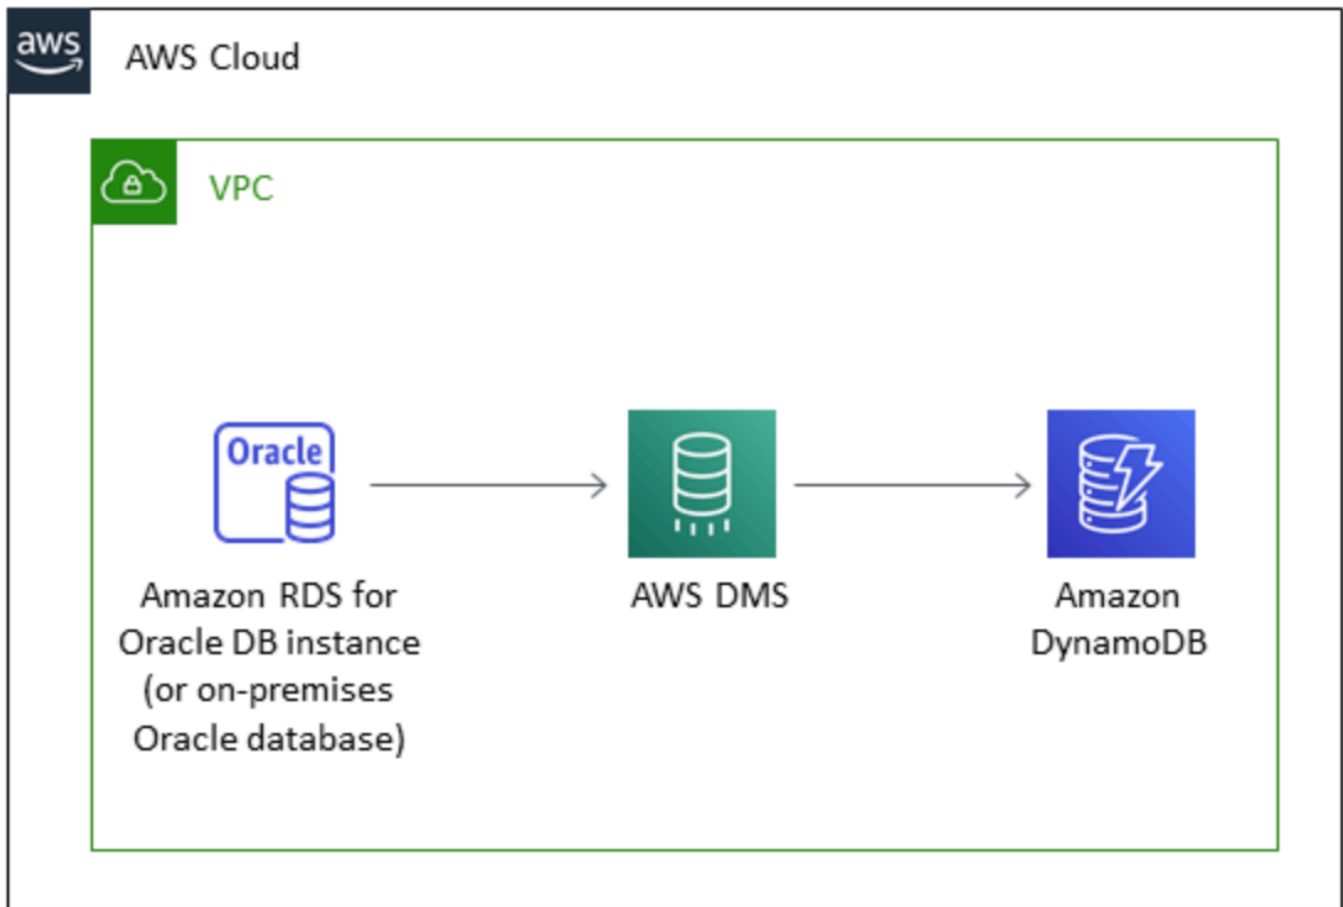 aws
AWS Cloud
VPC
Oracle
Amazon RDS for
Oracle DB instance
(or on-premises
Oracle database)
AWS DMS
Amazon
DynamoDB